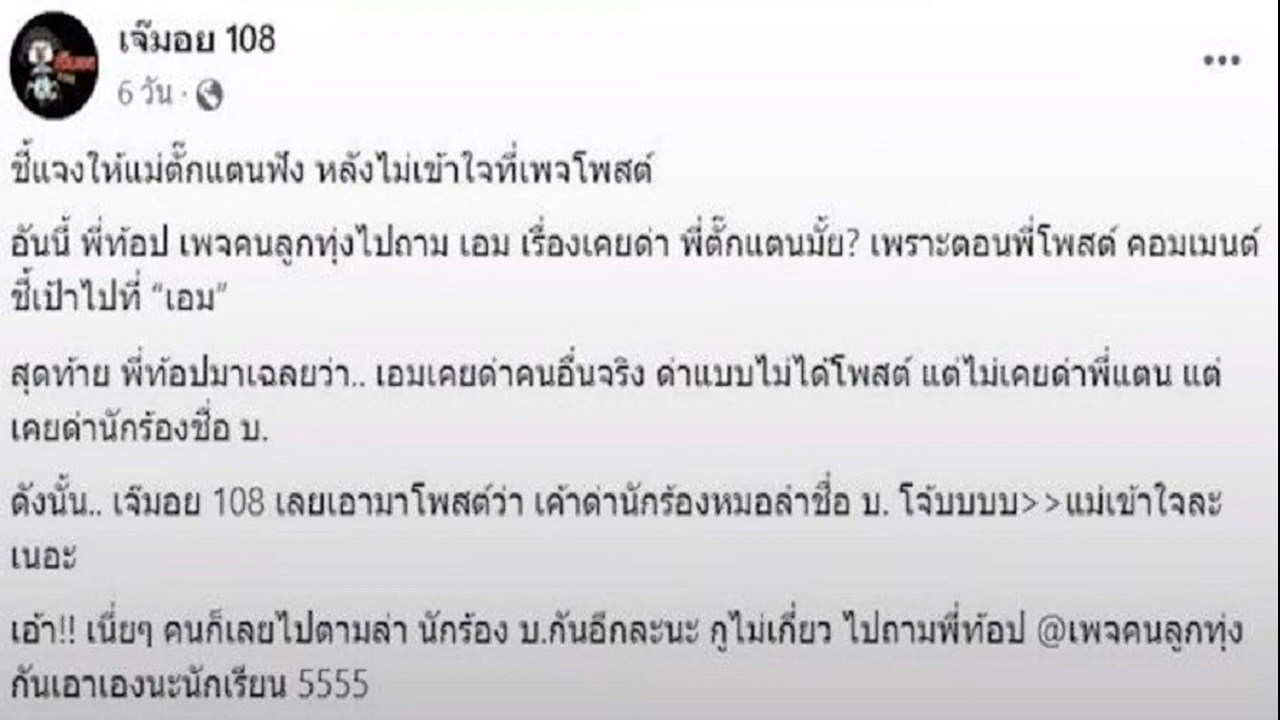 เจ๊มอย 108
6 วัน ·
ชี้แจงให้แม่ตั๊กแตนฟัง หลังไม่เข้าใจที่เพจโพสต์
อันนี้ พี่ท้อป เพจคนลูกทุ่งไปถาม เอม เรื่องเคยด่า พี่ตั๊กแตนมั้ย? เพราะตอนพี่โพสต์ คอมเมนต์
ชี้เป้าไปที่ "เอม"
สุดท้าย พี่ท้อปมาเฉลยว่า.. เอมเคยด่าคนอื่นจริง ด่าแบบไม่ได้โพสต์ แต่ไม่เคยด่าพี่แตน แต่
เคยด่านักร้องชื่อ บ.
ดังนั้น.. เจ๊มอย 108 เลยเอามาโพสต์ว่า เค้าด่านักร้องหมอลำชื่อ บ. โจ้บบบบ>>แม่เข้าใจละ
เนอะ
เอ้า!! เนี่ยๆ คนก็เลยไปตามล่า นักร้อง บ.กันอีกละนะ กูไม่เกี่ยว ไปถามพี่ท้อป @เพจคนลูกทุ่ง
กันเอาเองนะนักเรียน 5555